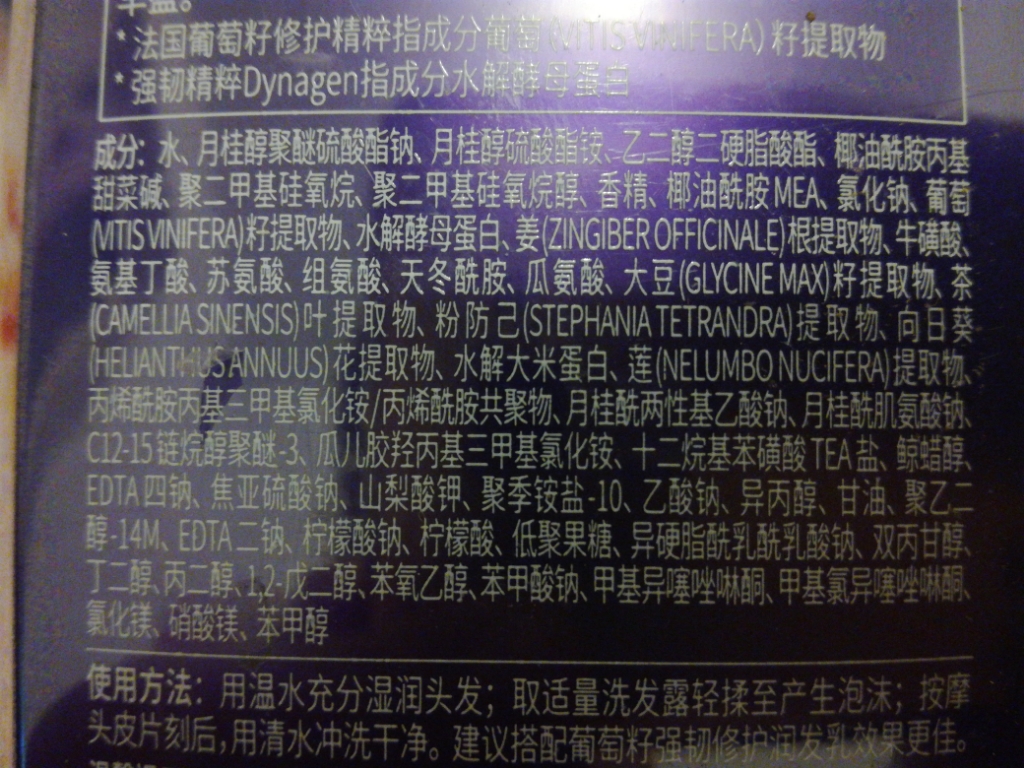 * 法国葡萄籽修护精粹指成分葡萄(VITIS VINIFERA) 籽提取物
* 强韧精粹Dynagen指成分水解酵母蛋白
成分: 水、月桂醇聚醚硫酸酯钠、月桂醇硫酸酯铵、乙二醇二硬脂酸酯、椰油酰胺丙基
甜菜碱、聚二甲基硅氧烷、聚二甲基硅氧烷醇、香精、椰油酰胺MEA、氯化钠、葡萄
(VITIS VINIFERA)籽提取物、水解酵母蛋白、姜(ZINGIBER OFFICINALE)根提取物、牛磺酸、
氨基丁酸、苏氨酸、组氨酸、天冬酰胺、瓜氨酸、大豆(GLYCINE MAX)籽提取物、茶
(CAMELLIA SINENSIS)叶提取物、粉防己(STEPHANIA TETRANDRA)提取物、向日葵
(HELIANTHUS ANNUUS)花提取物、水解大米蛋白、莲(NELUMBO NUCIFERA)提取物、
丙烯酰胺丙基三甲基氯化铵/丙烯酰胺共聚物、月桂酰两性基乙酸钠、月桂酰肌氨酸钠、
C12-15链烷醇聚醚-3、瓜儿胶羟丙基三甲基氯化铵、十二烷基苯磺酸TEA盐、鲸蜡醇、
EDTA四钠、焦亚硫酸钠、山梨酸钾、聚季铵盐-10、乙酸钠、异丙醇、甘油、聚乙二
醇-14M、EDTA二钠、柠檬酸钠、柠檬酸、低聚果糖、异硬脂酰乳酰乳酸钠、双丙甘醇、
丁二醇、丙二醇、1,2-戊二醇、苯氧乙醇、苯甲酸钠、甲基异噻唑啉酮、甲基氯异噻唑啉酮、
氯化镁、硝酸镁、苯甲醇
使用方法: 用温水充分湿润头发；取适量洗发露轻揉至产生泡沫；按摩
头皮片刻后,用清水冲洗干净。建议搭配葡萄籽强韧修护润发乳效果更佳。